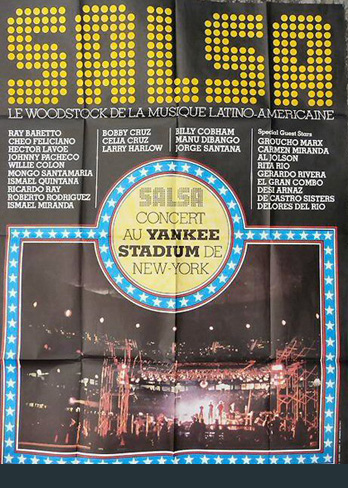 SALSA
LE WOODSTOCK DE LA MUSIQUE LATINO-AMERICAINE
RAY BARETTO
CHEO FELICIANO
HECTOR LAVOE
JOHNNY PACHECO
WILLIE COLON
MONGO SANTAMARIA
ISMAEL QUINTANA
RICARDO RAY
ROBERTO RODRIGUEZ
ISMAEL MIRANDA
BOBBY CRUZ
CELIA CRUZ
LARRY HARLOW
BILLY COBHAM
MANU DIBANGO
JORGE SANTANA
Special Guest Stars
GROUCHO MARX
CARMEN MIRANDA
AL JOLSON
RITA RIO
GERARDO RIVERA
EL GRAN COMBO
DESI ARNAZ
DE CASTRO SISTERS
DELORES DEL RIO
SALSA
CONCERT
AU YANKEE
STADIUM DE
NEW-YORK